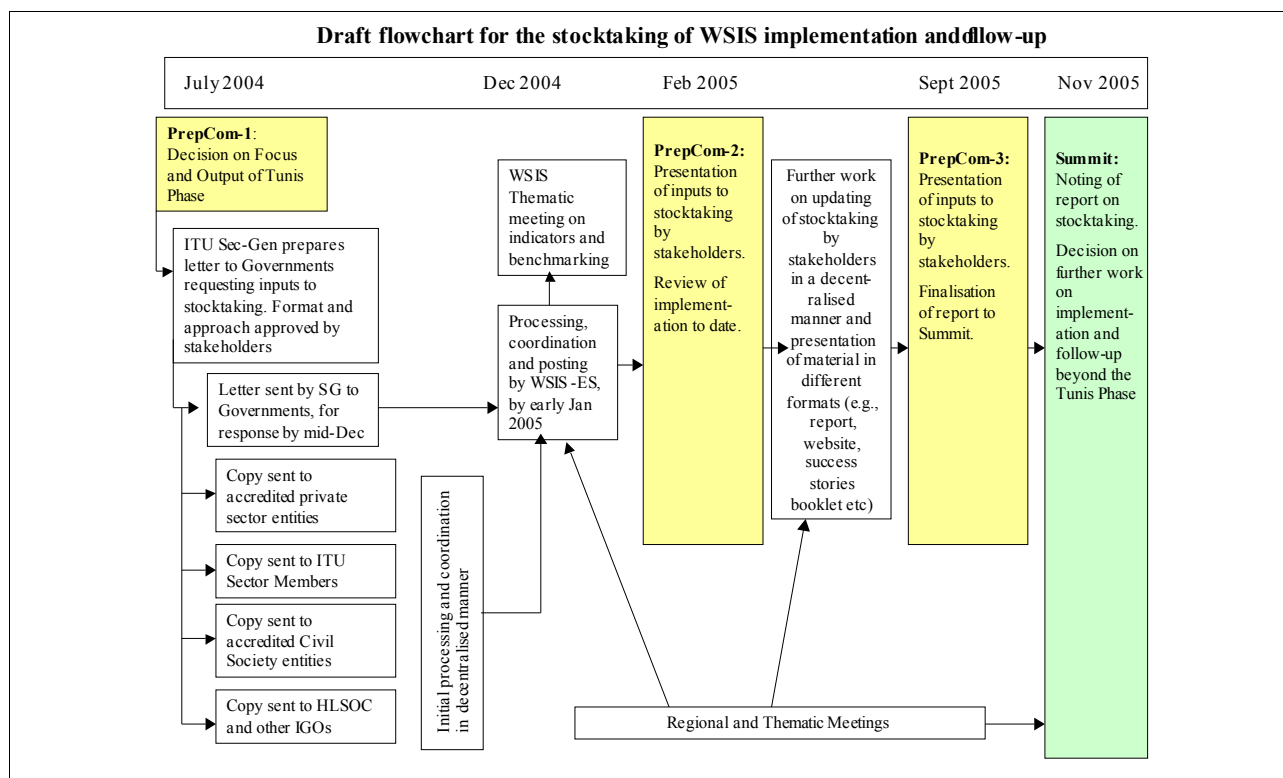 Draft flowchart for the stocktaking of WSIS implementation and follow-up
July 2004 Dec 2004 Feb 2005 Sept 2005 Nov 2005
PrepCom-1:
Decision on Focus
and Output of Tunis
Phase
ITU Sec-Gen prepares
letter to Governments
requesting inputs to
stocktaking. Format and
approach approved by
stakeholders
Letter sent by SG to
Governments, for
response by mid-Dec
Copy sent to
accredited private
sector entities
Copy sent to ITU
Sector Members
Copy sent to
accredited Civil
Society entities
Copy sent to HLSOC
and other IGOs
Initial processing and coordination
in decentralised manner
WSIS
Thematic
meeting on
indicators and
benchmarking
Processing,
coordination
and posting
by WSIS-ES,
by early Jan
2005
PrepCom-2:
Presentation
of inputs to
stocktaking
by
stakeholders.
Review of
implement-
ation to date.
Further work
on updating
of stocktaking
by
stakeholders
in a decent-
ralised
manner and
presentation
of material in
different
formats (e.g.,
report,
website,
success
stories
booklet etc)
PrepCom-3:
Presentation
of inputs to
stocktaking
by
stakeholders.
Finalisation
of report to
Summit.
Summit:
Noting of
report on
stocktaking.
Decision on
further work
on
implement-
ation and
follow-up
beyond the
Tunis Phase
Regional and Thematic Meetings